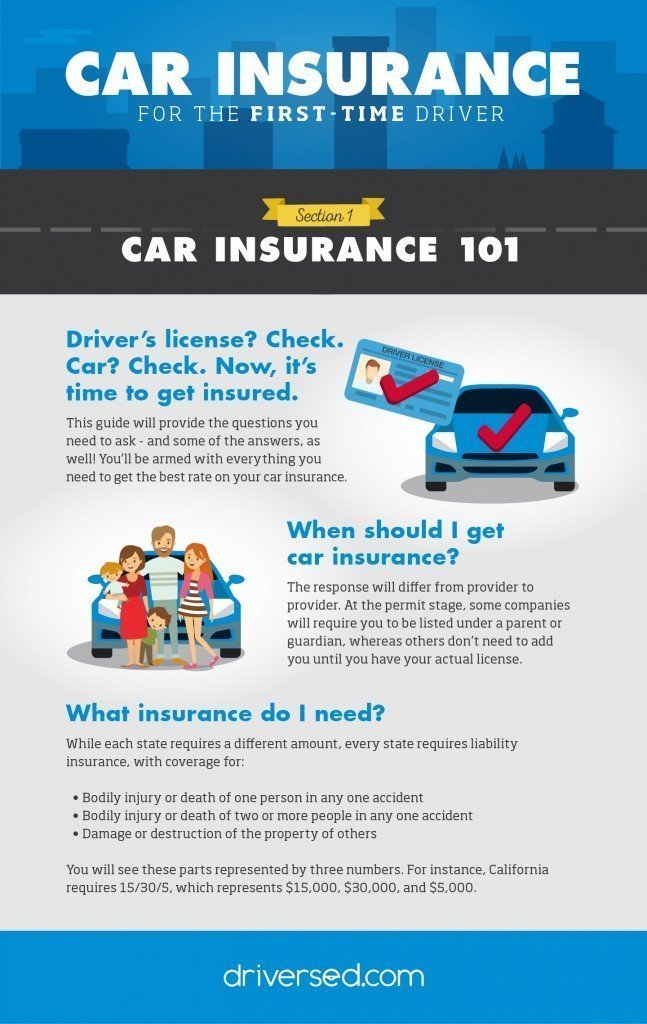 CAR INSURANCE
FOR THE FIRST-TIME DRIVER
Section 1
CAR INSURANCE 101
Driver's license? Check.
Car? Check. Now, it's
time to get insured.
This guide will provide the questions you
need to ask - and some of the answers, as
well! You'll be armed with everything you
need to get the best rate on your car insurance.
DRIVER LICENSE
When should I get
car insurance?
The response will differ from provider to
provider. At the permit stage, some companies
will require you to be listed under a parent or
guardian, whereas others don't need to add
you until you have your actual license.
What insurance do I need?
While each state requires a different amount, every state requires liability
insurance, with coverage for:
• Bodily injury or death of one person in any one accident
• Bodily injury or death of two or more people in any one accident
• Damage or destruction of the property of others
You will see these parts represented by three numbers. For instance, California
requires 15/30/5, which represents $15,000, $30,000, and $5,000.
driversed.com